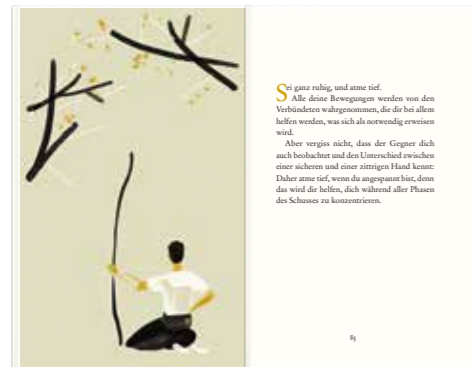 Sei ganz ruhig, und atme tief.
Alle deine Bewegungen werden von den
Verbündeten wahrgenommen, die dir bei allem
helfen werden, was sich als notwendig erweisen
wird.
Aber vergiss nicht, dass der Gegner dich
auch beobachtet und den Unterschied zwischen
einer sicheren und einer zittrigen Hand kennt:
Daher atme tief, wenn du angespannt bist, denn
das wird dir helfen, dich während aller Phasen
des Schusses zu konzentrieren.
85